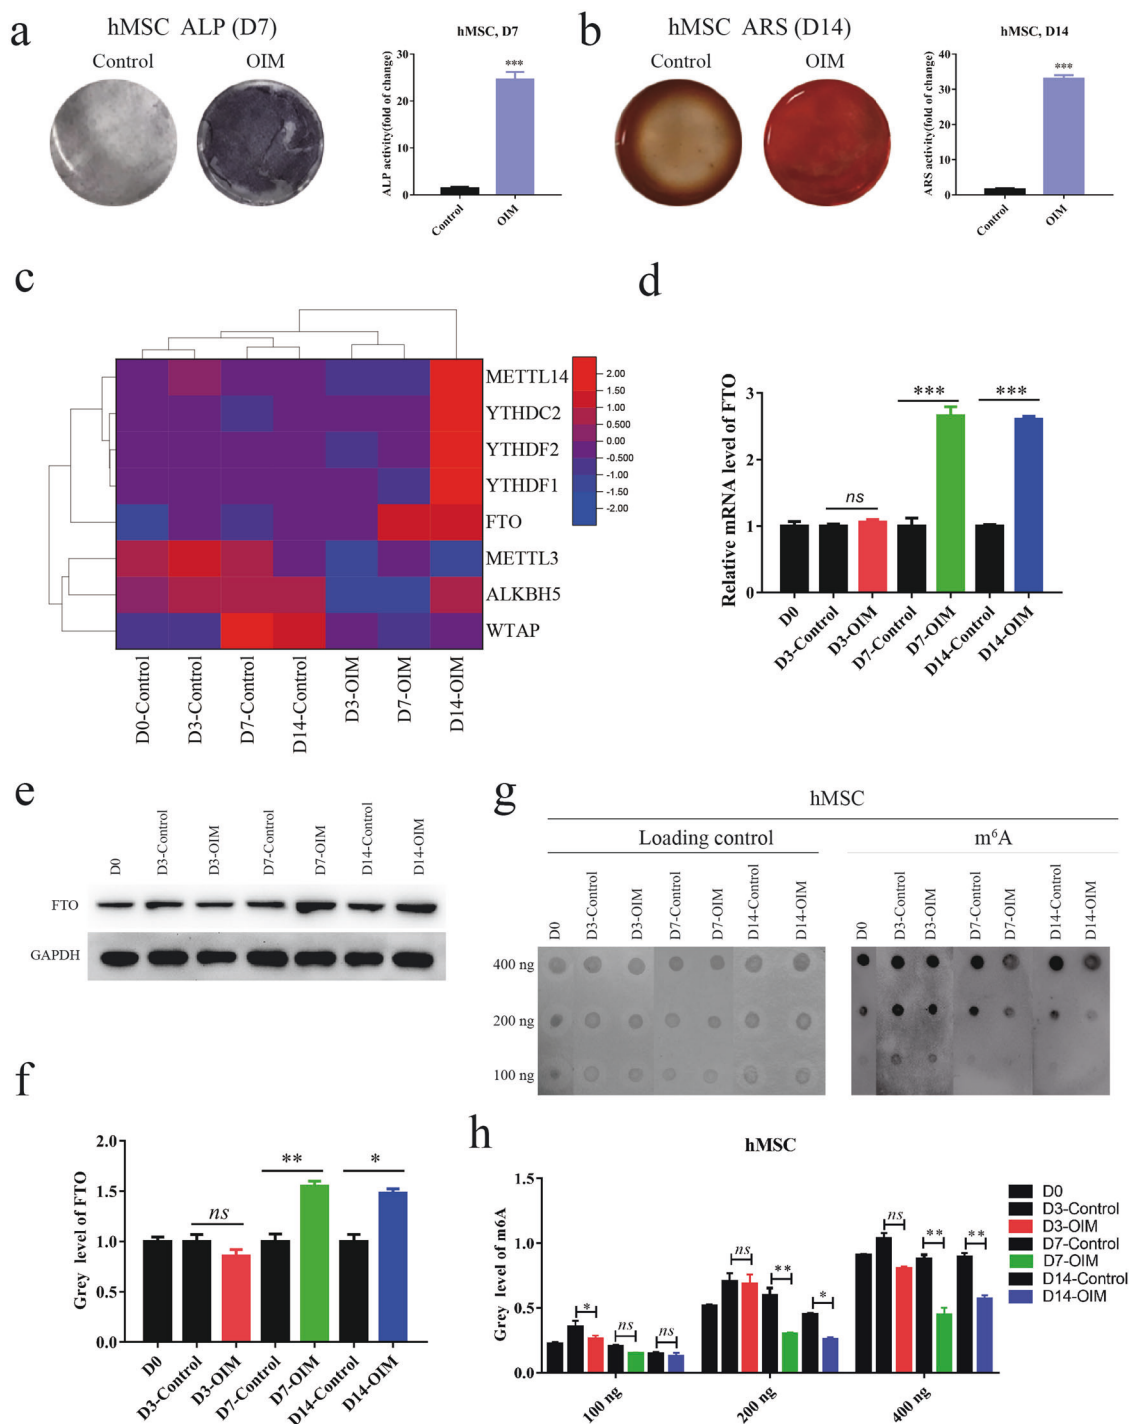 a
hMSC ALP (D7)
Control
OIM
hMSC, D7
ALP activity(fold of change)
30
20
10
0
Control
OIM
***
b
hMSC ARS (D14)
Control
OIM
hMSC, D14
ARS activity(fold of change)
40
30
20
10
0
Control
OIM
***
c
METTL14
YTHDC2
YTHDF2
YTHDF1
FTO
METTL3
ALKBH5
WTAP
2.00
1.50
1.00
0.500
0.00
-0.500
-1.00
-1.50
-2.00
D0-Control
D3-Control
D7-Control
D14-Control
D3-OIM
D7-OIM
D14-OIM
d
Relative mRNA level of FTO
3
2
1
0
ns
***
***
D0
D3-Control
D3-OIM
D7-Control
D7-OIM
D14-Control
D14-OIM
e
D0
D3-Control
D3-OIM
D7-Control
D7-OIM
D14-Control
D14-OIM
FTO
GAPDH
f
Grey level of FTO
2.0
1.5
1.0
0.5
0.0
ns
**
*
D0
D3-Control
D3-OIM
D7-Control
D7-OIM
D14-Control
D14-OIM
g
hMSC
Loading control
m⁶A
D0
D3-Control
D3-OIM
D7-Control
D7-OIM
D14-Control
D14-OIM
D0
D3-Control
D3-OIM
D7-Control
D7-OIM
D14-Control
D14-OIM
400 ng
200 ng
100 ng
h
hMSC
Grey level of m6A
1.5
1.0
0.5
0.0
*
ns
ns
ns
**
*
ns
**
**
100 ng
200 ng
400 ng
D0
D3-Control
D3-OIM
D7-Control
D7-OIM
D14-Control
D14-OIM